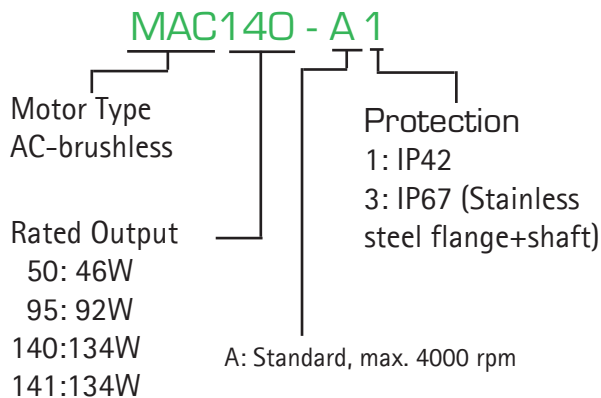 MAC140 - A 1
Motor Type
AC-brushless
Protection
1: IP42
3: IP67 (Stainless
steel flange+shaft)
Rated Output
50: 46W
95: 92W
140:134W
141:134W
A: Standard, max. 4000 rpm